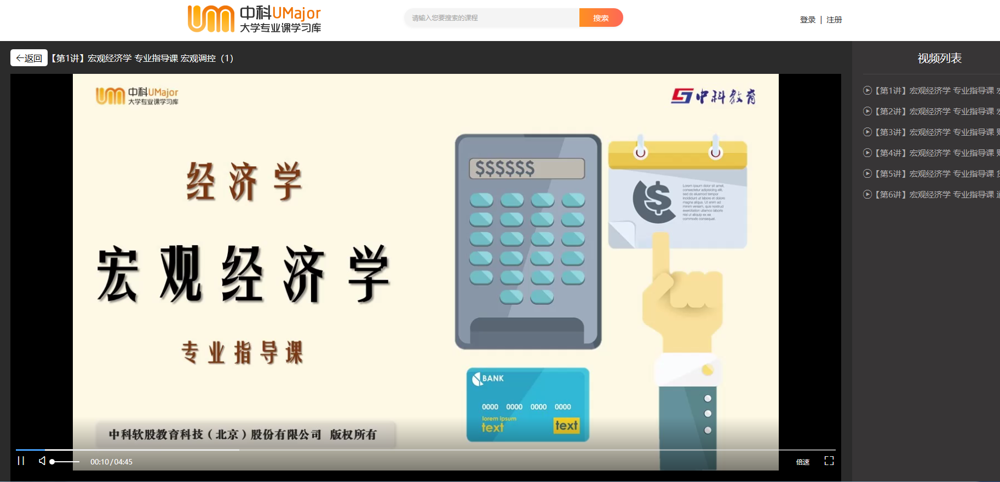 中科UMajor
大学专业课学习库
请输入您要搜索的课程
搜索
登录 | 注册
返回
【第1讲】宏观经济学 专业指导课 宏观调控（1）
中科UMajor
大学专业课学习库
中科教育
经济学
宏观经济学
专业指导课
中科软股教育科技（北京）股份有限公司 版权所有
$$$$$$
$
Lorem ipsum dolor sit amet,
consectetur adipisicing elit,
sed do eiusmod tempor
incididunt ut labore et dolore
magna aliqua. Ut enim ad
minim veniam, quis nostrud
exercitation ullamco laboris
nisi ut aliquip ex ea
commodo consequat.
BANK
0000 0000 0000 0000
lorem ipsum
text
text
00:10/04:45
倍速
视频列表
【第1讲】宏观经济学 专业指导课
【第2讲】宏观经济学 专业指导课
【第3讲】宏观经济学 专业指导课
【第4讲】宏观经济学 专业指导课
【第5讲】宏观经济学 专业指导课
【第6讲】宏观经济学 专业指导课